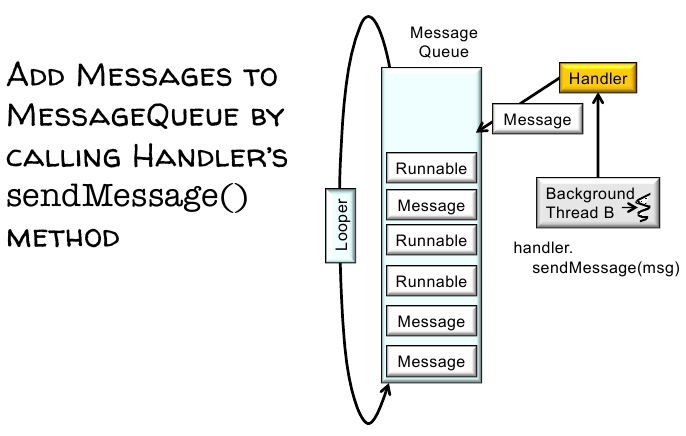 Add Messages to
MessageQueue by
calling Handler's
sendMessage()
method
Message
Queue
Handler
Message
Runnable
Message
Runnable
Runnable
Message
Message
Looper
Background
Thread B
handler.
sendMessage(msg)